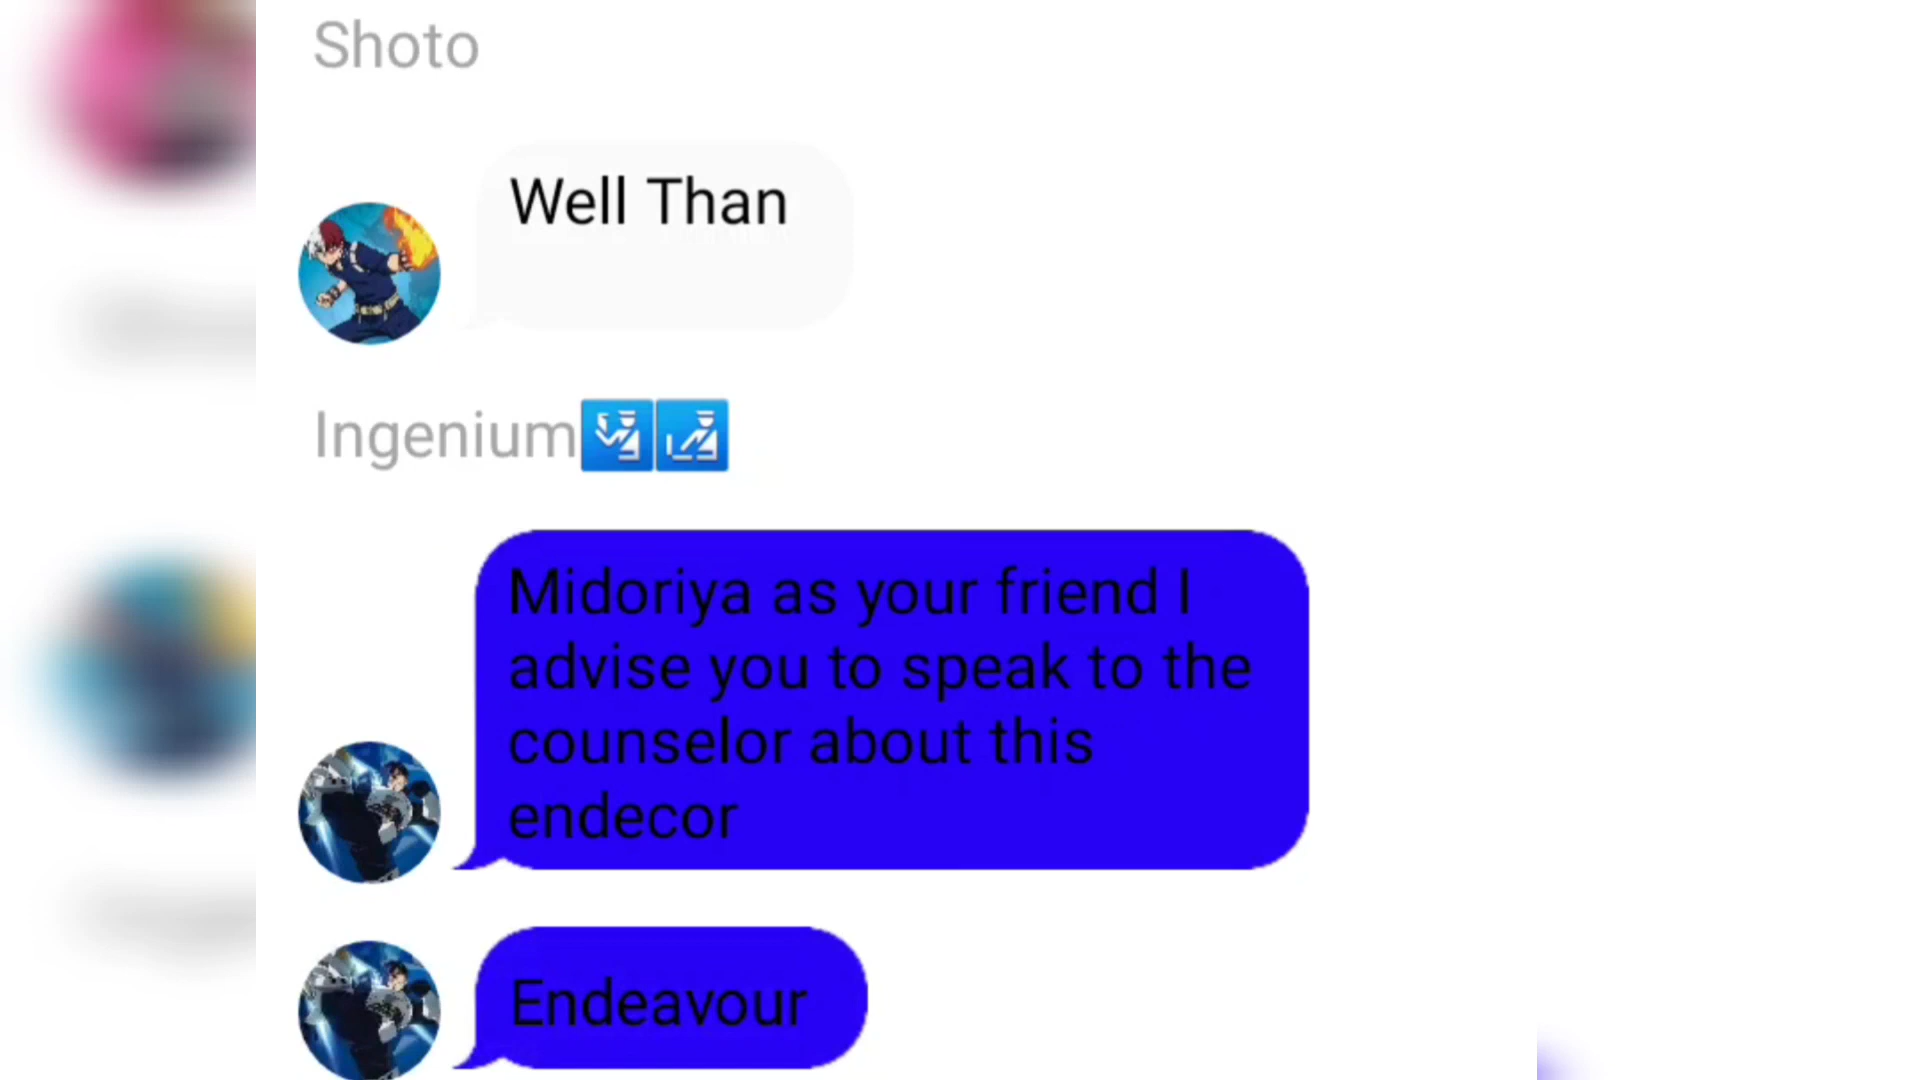 Shoto
Well Than
Ingenium🛂🛃
Midoriya as your friend I
advise you to speak to the
counselor about this
endecor
Endeavour